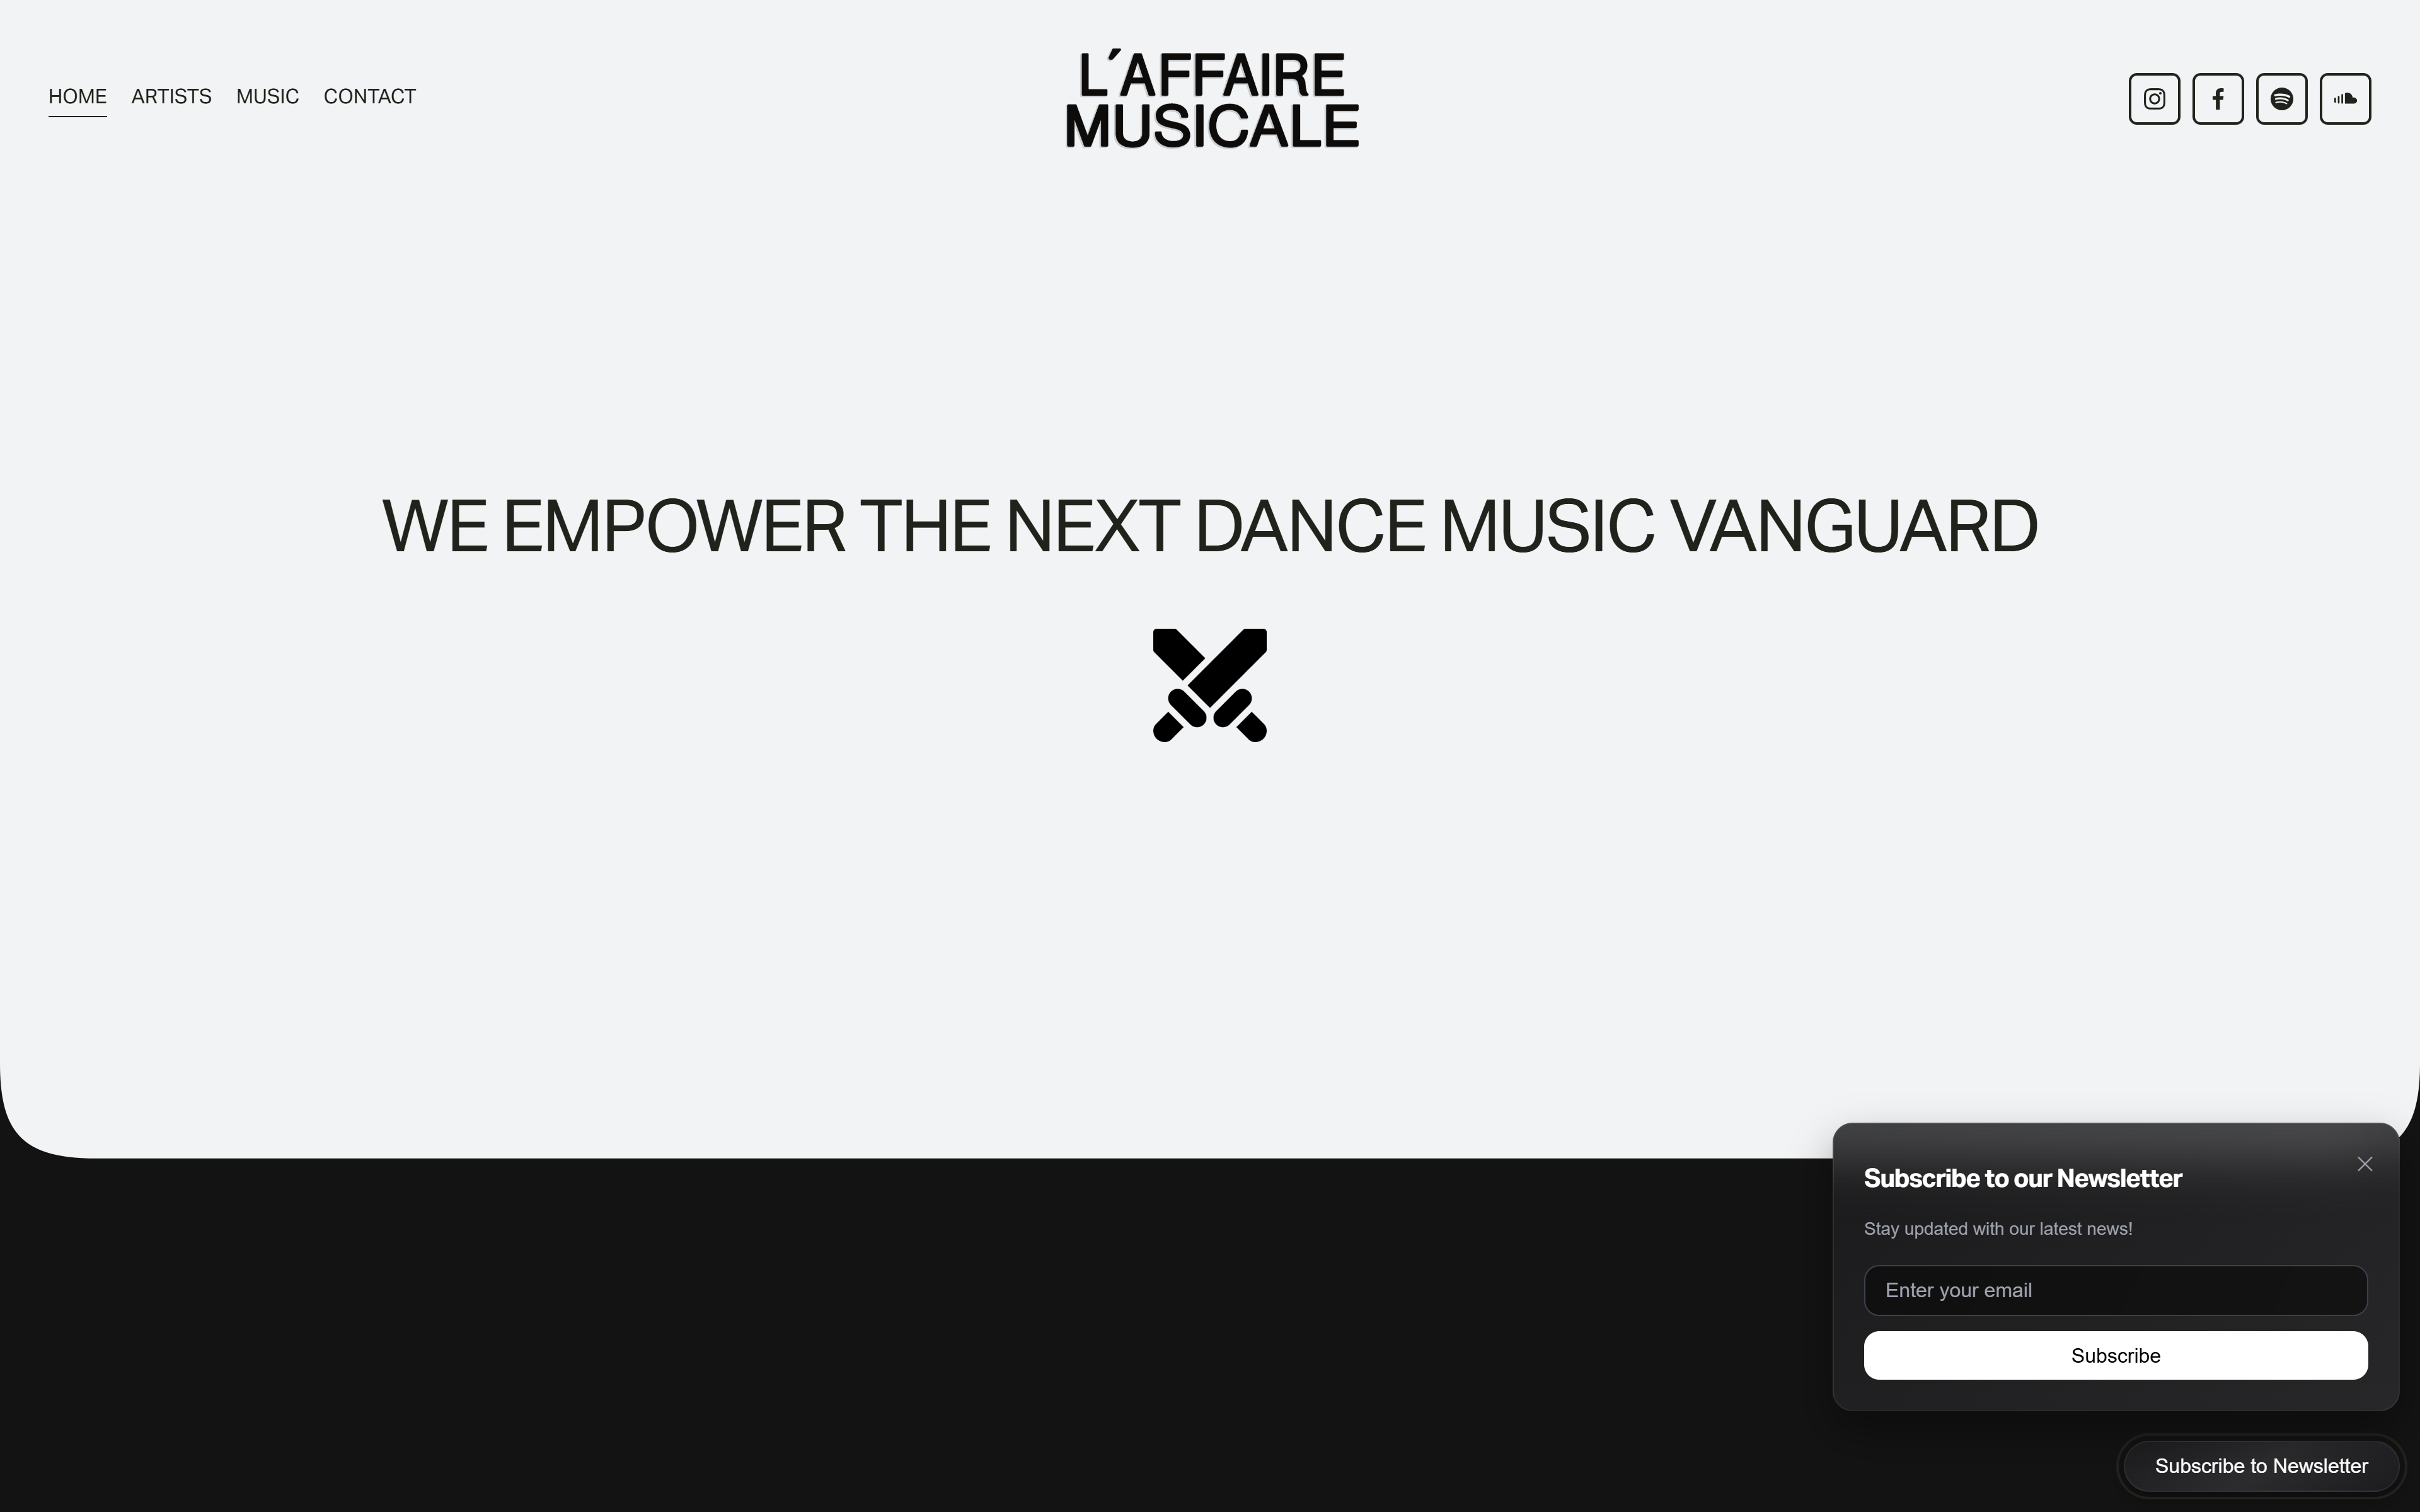 HOME ARTISTS MUSIC CONTACT
L´AFFAIRE
MUSICALE
WE EMPOWER THE NEXT DANCE MUSIC VANGUARD
Subscribe to our Newsletter
Stay updated with our latest news!
Enter your email
Subscribe
Subscribe to Newsletter